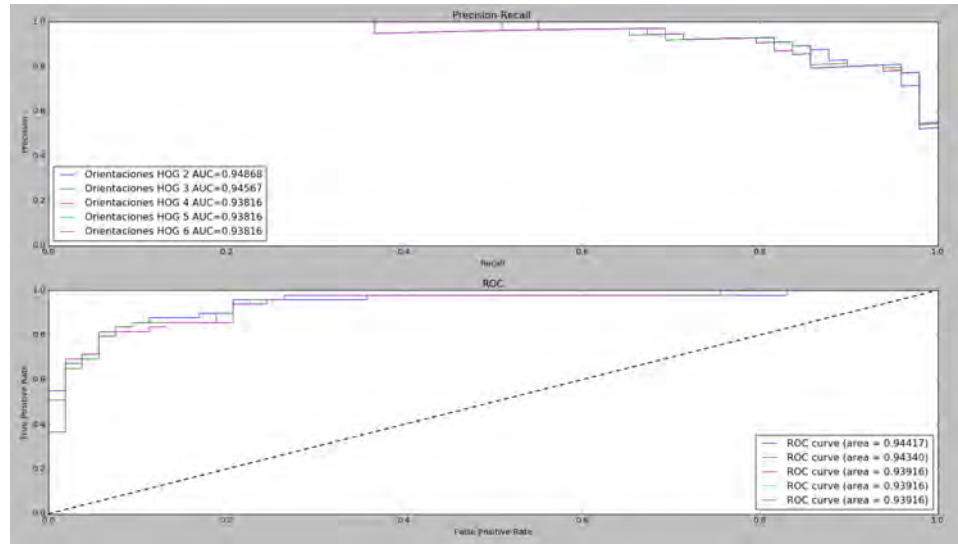 Precision-Recall
1.0
0.8
0.6
0.4
0.2
0.0
Precision
Orientaciones HOG 2 AUC=0.94868
Orientaciones HOG 3 AUC=0.94567
Orientaciones HOG 4 AUC=0.93816
Orientaciones HOG 5 AUC=0.93816
Orientaciones HOG 6 AUC=0.93816
0.0 0.2 0.4 0.6 0.8 1.0
Recall
ROC
1.0
0.8
0.6
0.4
0.2
0.0
True Positive Rate
ROC curve (area = 0.94417)
ROC curve (area = 0.94340)
ROC curve (area = 0.93916)
ROC curve (area = 0.93916)
ROC curve (area = 0.93916)
0.0 0.2 0.4 0.6 0.8 1.0
False Positive Rate